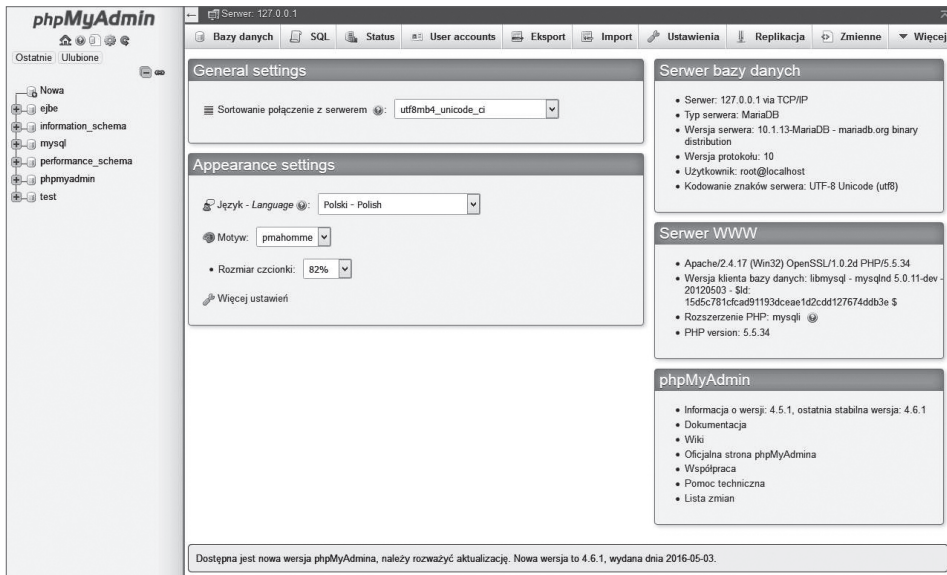 phpMyAdmin
Ostatnie Ulubione
Nowa
ejbe
information_schema
mysql
performance_schema
phpmyadmin
test
Serwer: 127.0.0.1
Bazy danych SQL Status User accounts Eksport Import Ustawienia Replikacja Zmienne Więcej
General settings
Sortowanie połączenie z serwerem: utf8mb4_unicode_ci
Appearance settings
Język - Language: Polski - Polish
Motyw: pmahomme
• Rozmiar czcionki: 82%
Więcej ustawień
Serwer bazy danych
• Serwer: 127.0.0.1 via TCP/IP
• Typ serwera: MariaDB
• Wersja serwera: 10.1.13-MariaDB - mariadb.org binary
distribution
• Wersja protokołu: 10
• Użytkownik: root@localhost
• Kodowanie znaków serwera: UTF-8 Unicode (utf8)
Serwer WWW
• Apache/2.4.17 (Win32) OpenSSL/1.0.2d PHP/5.5.34
• Wersja klienta bazy danych: libmysql - mysqlnd 5.0.11-dev -
20120503 - $Id:
15d5c781cfcad91193dceae1d2cdd127674ddb3e $
• Rozszerzenie PHP: mysqli
• PHP version: 5.5.34
phpMyAdmin
• Informacja o wersji: 4.5.1, ostatnia stabilna wersja: 4.6.1
• Dokumentacja
• Wiki
• Oficjalna strona phpMyAdmina
• Współpraca
• Pomoc techniczna
• Lista zmian
Dostępna jest nowa wersja phpMyAdmina, należy rozważyć aktualizację. Nowa wersja to 4.6.1, wydana dnia 2016-05-03.